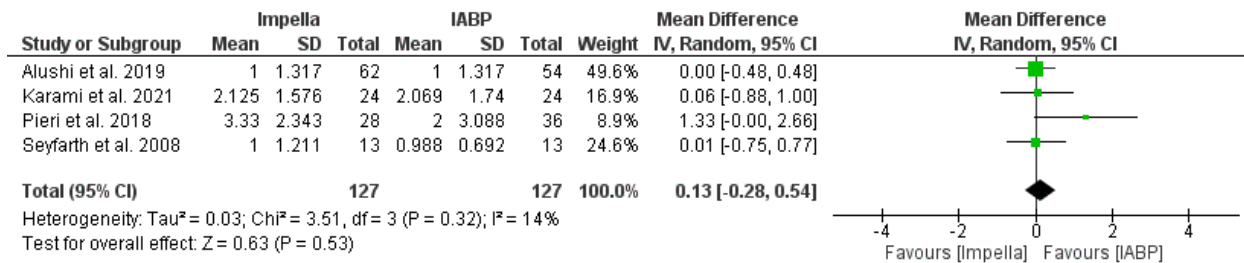 Impella IABP Mean Difference Mean Difference
Study or Subgroup Mean SD Total Mean SD Total Weight IV, Random, 95% CI IV, Random, 95% CI
Alushi et al. 2019 1 1.317 62 1 1.317 54 49.6% 0.00 [-0.48, 0.48]
Karami et al. 2021 2.125 1.576 24 2.069 1.74 24 16.9% 0.06 [-0.88, 1.00]
Pieri et al. 2018 3.33 2.343 28 2 3.088 36 8.9% 1.33 [-0.00, 2.66]
Seyfarth et al. 2008 1 1.211 13 0.988 0.692 13 24.6% 0.01 [-0.75, 0.77]
Total (95% CI) 127 127 100.0% 0.13 [-0.28, 0.54]
Heterogeneity: Tau² = 0.03; Chi² = 3.51, df = 3 (P = 0.32); I² = 14%
Test for overall effect: Z = 0.63 (P = 0.53)
-4 -2 0 2 4
Favours [Impella] Favours [IABP]